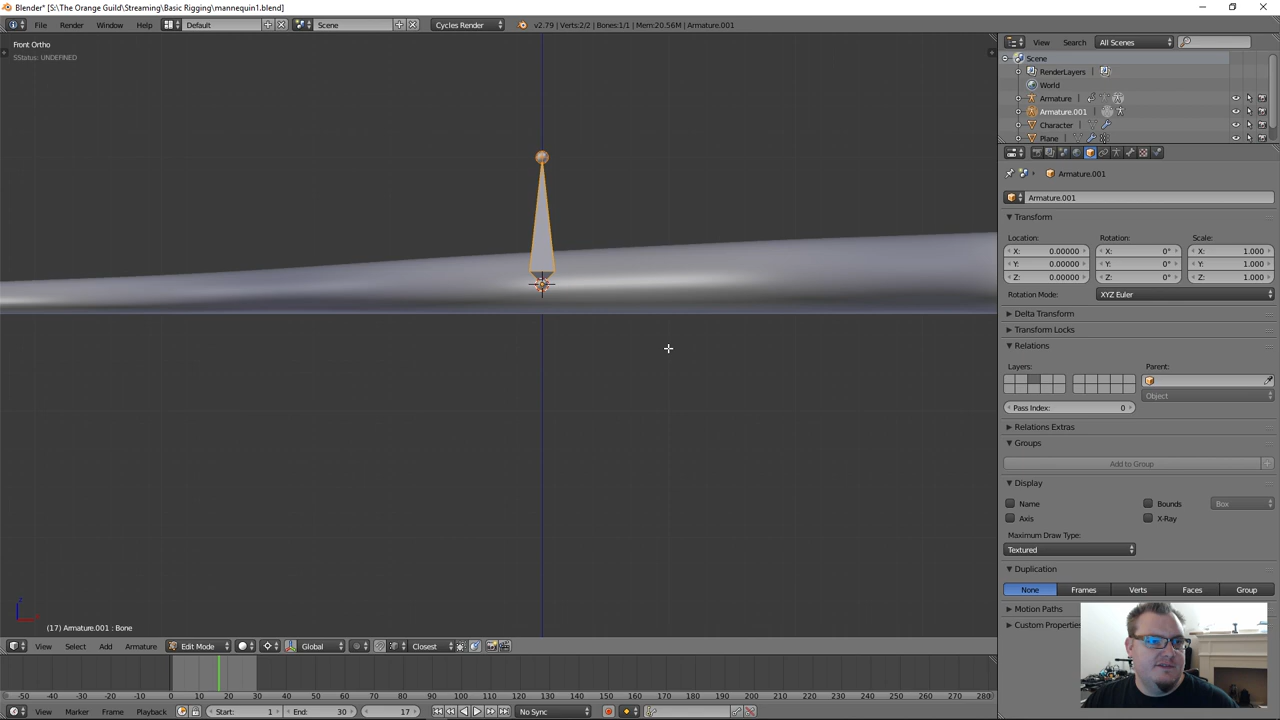 Blender* [S:\The Orange Guild\Streaming\Basic Rigging\mannequin1.blend]
File Render Window Help Default Scene Cycles Render v2.79 | Verts:2/2 | Bones:1/1 | Mem:20.56M | Armature.001
View Search All Scenes
Front Ortho
SStatus: UNDEFINED
Scene
RenderLayers
World
Armature
Armature.001
Character
Plane
Armature.001
Armature.001
Transform
Location: Rotation: Scale:
X: 0.00000 X: 0° X: 1.000
Y: 0.00000 Y: 0° Y: 1.000
Z: 0.00000 Z: 0° Z: 1.000
Rotation Mode: XYZ Euler
Delta Transform
Transform Locks
Relations
Layers: Parent:
Object
Pass Index: 0
Relations Extras
Groups
Add to Group
Display
Name Bounds Box
Axis X-Ray
Maximum Draw Type:
Textured
Duplication
None Frames Verts Faces Group
Motion Paths
Custom Properties
z
(17) Armature.001 : Bone
View Select Add Armature Edit Mode Global Closest
-50 -40 -30 -20 -10 0 10 20 30 40 50 60 70 80 90 100 110 120 130 140 150 160 170 180 190 200 210 220 230 240 250 260 270 280
View Marker Frame Playback Start: 1 End: 30 17 No Sync